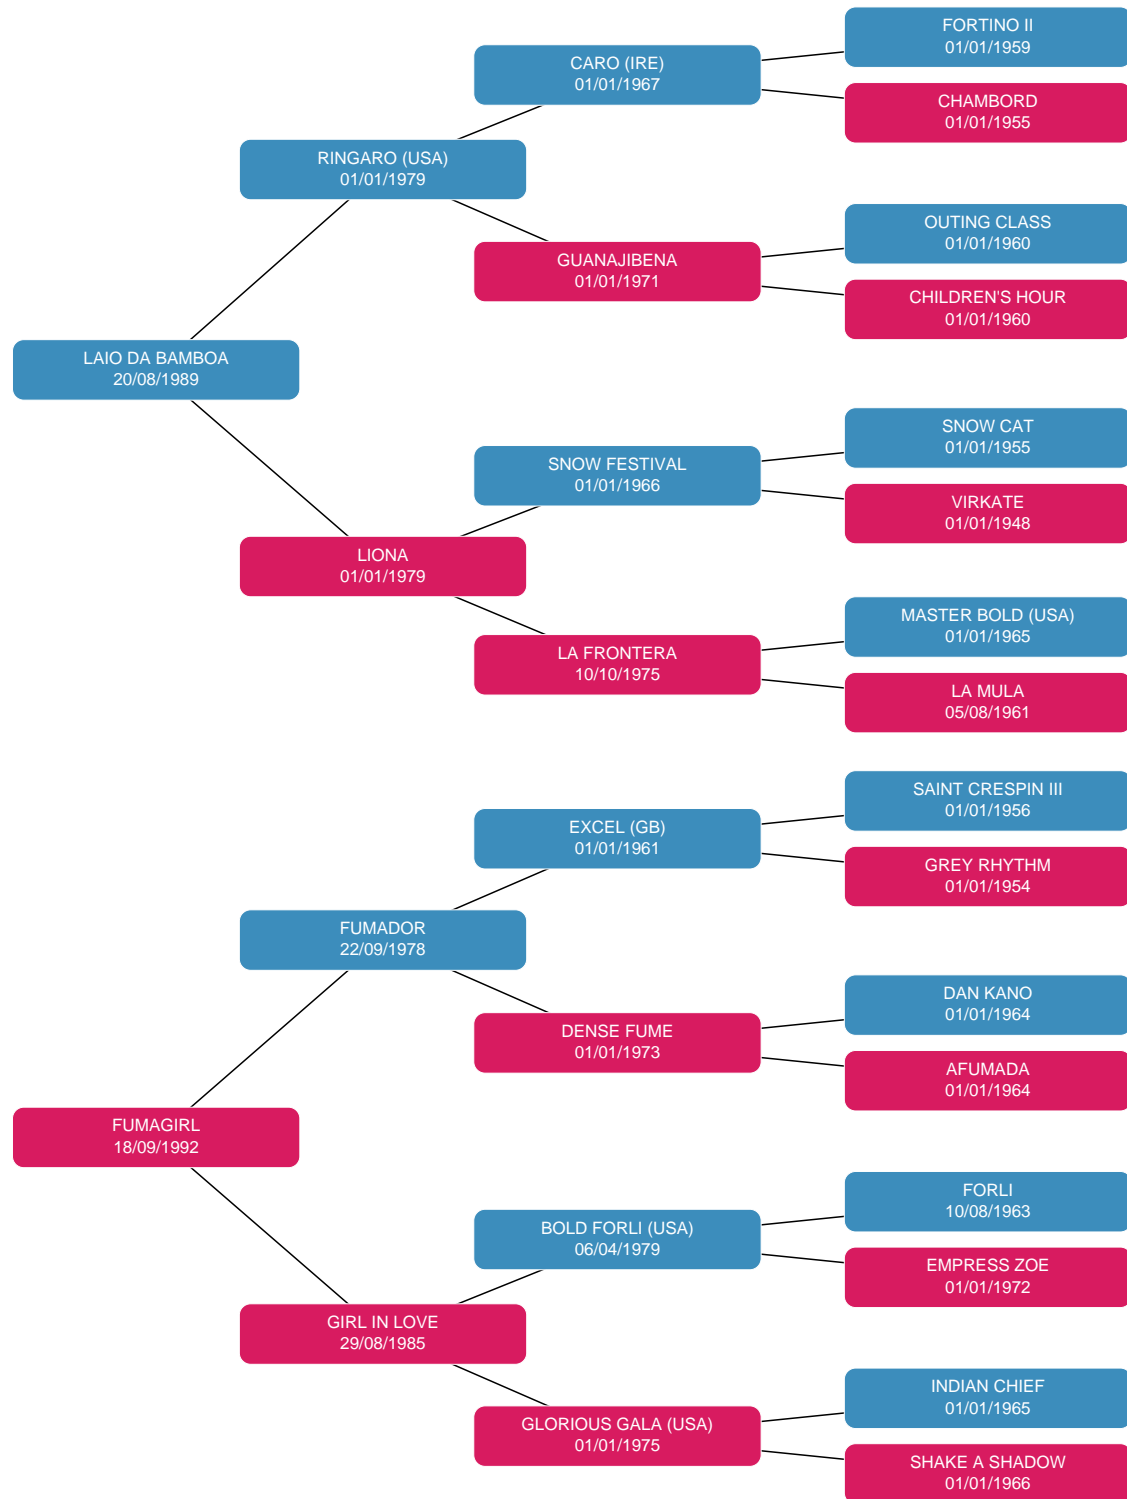 FORTINO II
01/01/1959
CARO (IRE)
01/01/1967
CHAMBORD
01/01/1955
RINGARO (USA)
01/01/1979
OUTING CLASS
01/01/1960
GUANAJIBENA
01/01/1971
CHILDREN'S HOUR
01/01/1960
LAIO DA BAMBOA
20/08/1989
SNOW CAT
01/01/1955
SNOW FESTIVAL
01/01/1966
VIRKATE
01/01/1948
LIONA
01/01/1979
MASTER BOLD (USA)
01/01/1965
LA FRONTERA
10/10/1975
LA MULA
05/08/1961
SAINT CRESPIN III
01/01/1956
EXCEL (GB)
01/01/1961
GREY RHYTHM
01/01/1954
FUMADOR
22/09/1978
DAN KANO
01/01/1964
DENSE FUME
01/01/1973
AFUMADA
01/01/1964
FUMAGIRL
18/09/1992
FORLI
10/08/1963
BOLD FORLI (USA)
06/04/1979
EMPRESS ZOE
01/01/1972
GIRL IN LOVE
29/08/1985
INDIAN CHIEF
01/01/1965
GLORIOUS GALA (USA)
01/01/1975
SHAKE A SHADOW
01/01/1966